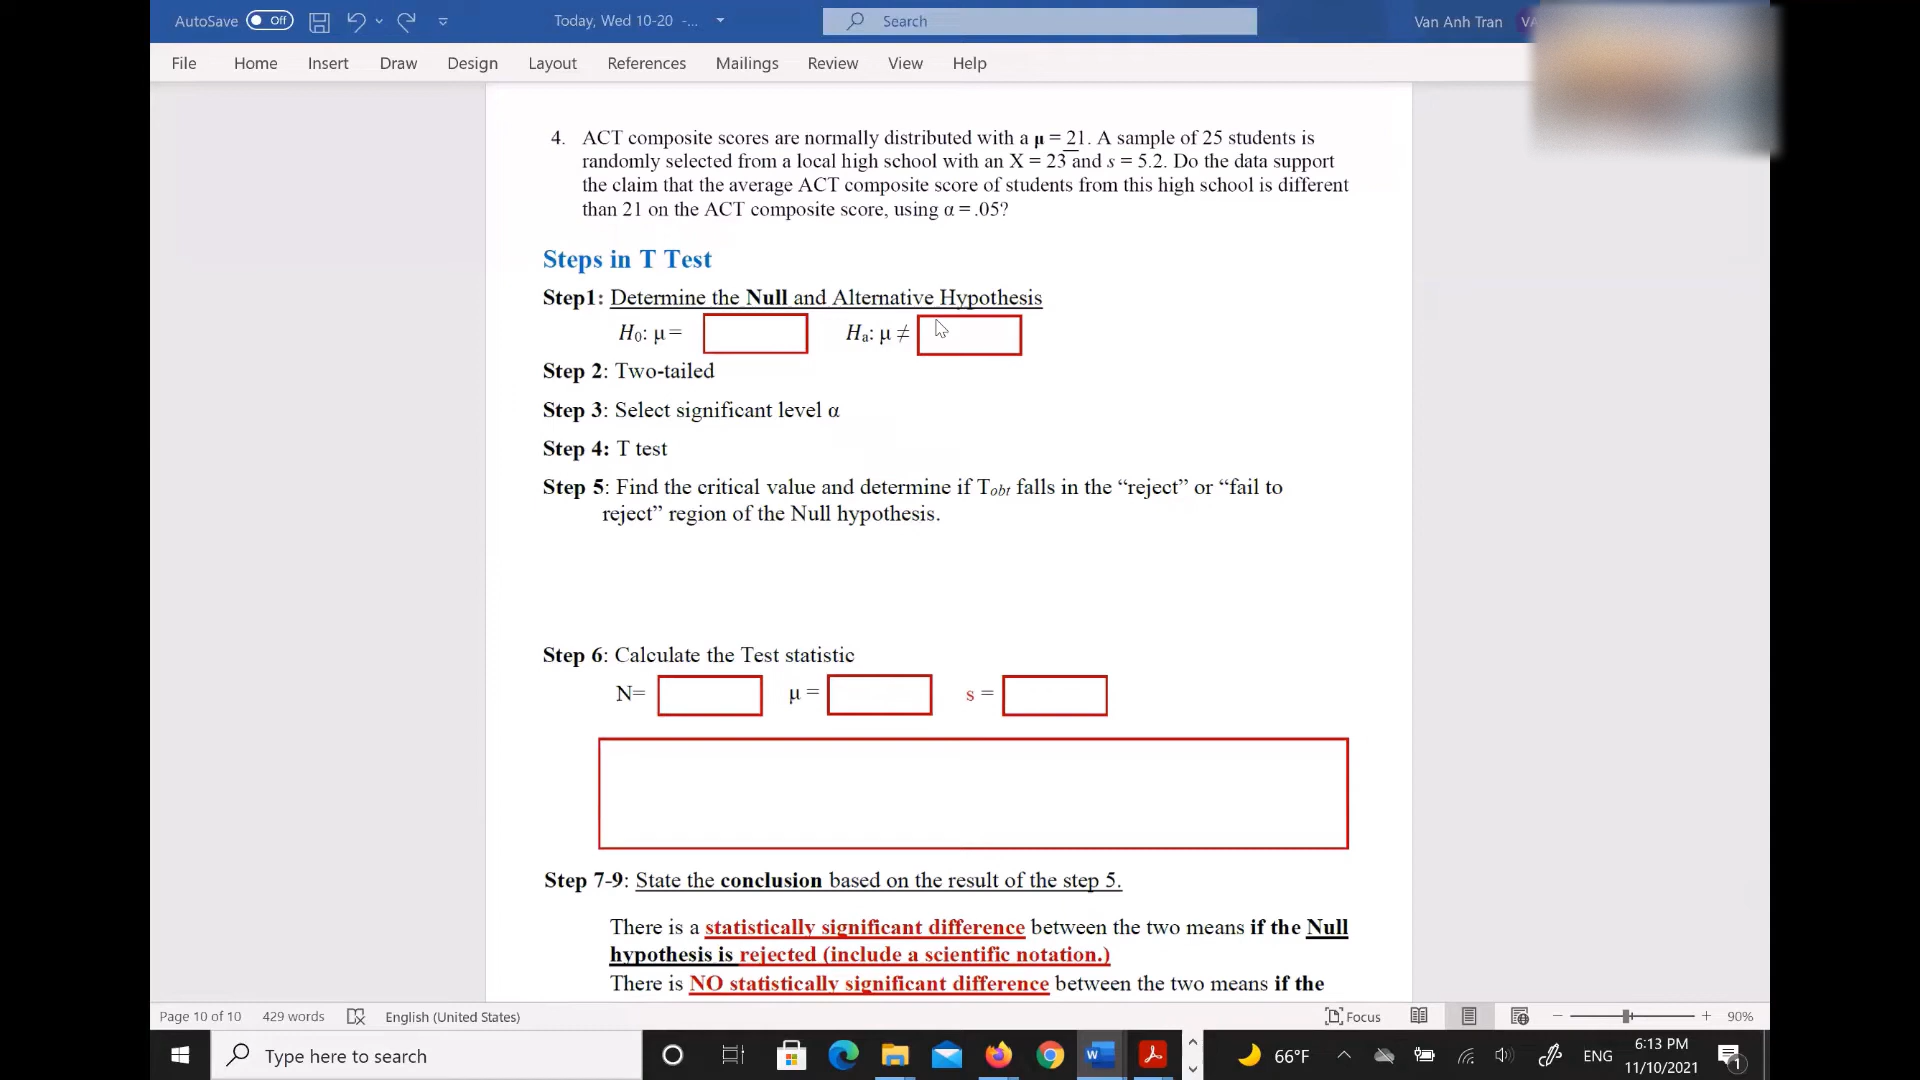 AutoSave Off Today, Wed 10-20 -... Search Van Anh Tran VA
File Home Insert Draw Design Layout References Mailings Review View Help
4. ACT composite scores are normally distributed with a μ = 21. A sample of 25 students is
randomly selected from a local high school with an X = 23 and s = 5.2. Do the data support
the claim that the average ACT composite score of students from this high school is different
than 21 on the ACT composite score, using α = .05?
Steps in T Test
Step1: Determine the Null and Alternative Hypothesis
H0: μ = Ha: μ ≠
Step 2: Two-tailed
Step 3: Select significant level α
Step 4: T test
Step 5: Find the critical value and determine if Tobt falls in the “reject” or “fail to
reject” region of the Null hypothesis.
Step 6: Calculate the Test statistic
N= μ = s =
Step 7-9: State the conclusion based on the result of the step 5.
There is a statistically significant difference between the two means if the Null
hypothesis is rejected (include a scientific notation.)
There is NO statistically significant difference between the two means if the
Page 10 of 10 429 words English (United States) Focus 90%
Type here to search 66°F ENG 6:13 PM
11/10/2021 1